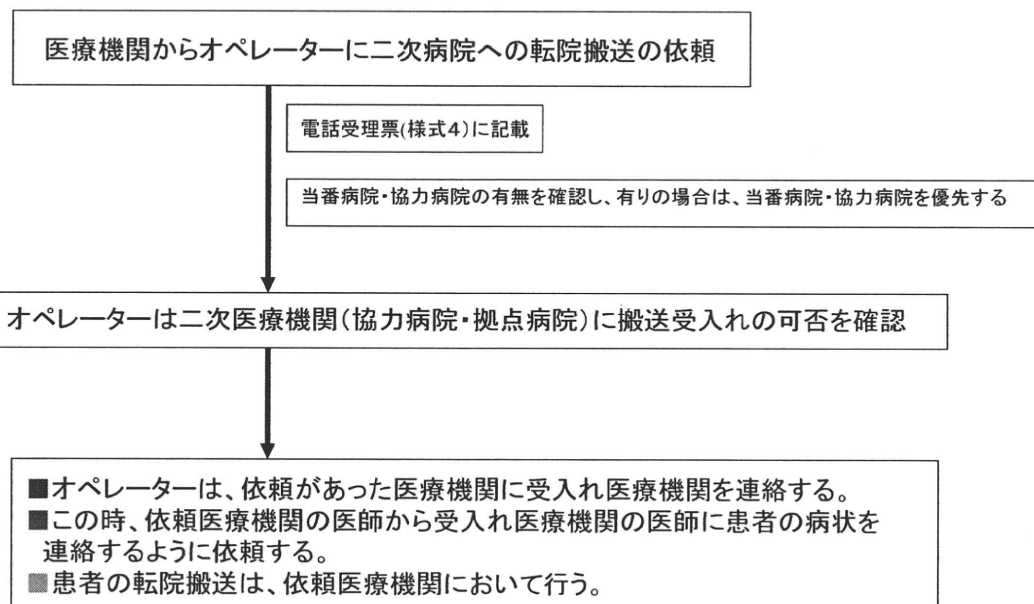 医療機関からオペレーターに二次病院への転院搬送の依頼
電話受理票(様式4)に記載
当番病院・協力病院の有無を確認し、有りの場合は、当番病院・協力病院を優先する
オペレーターは二次医療機関(協力病院・拠点病院)に搬送受入れの可否を確認
■オペレーターは、依頼があった医療機関に受入れ医療機関を連絡する。
■この時、依頼医療機関の医師から受入れ医療機関の医師に患者の病状を
連絡するように依頼する。
■患者の転院搬送は、依頼医療機関において行う。